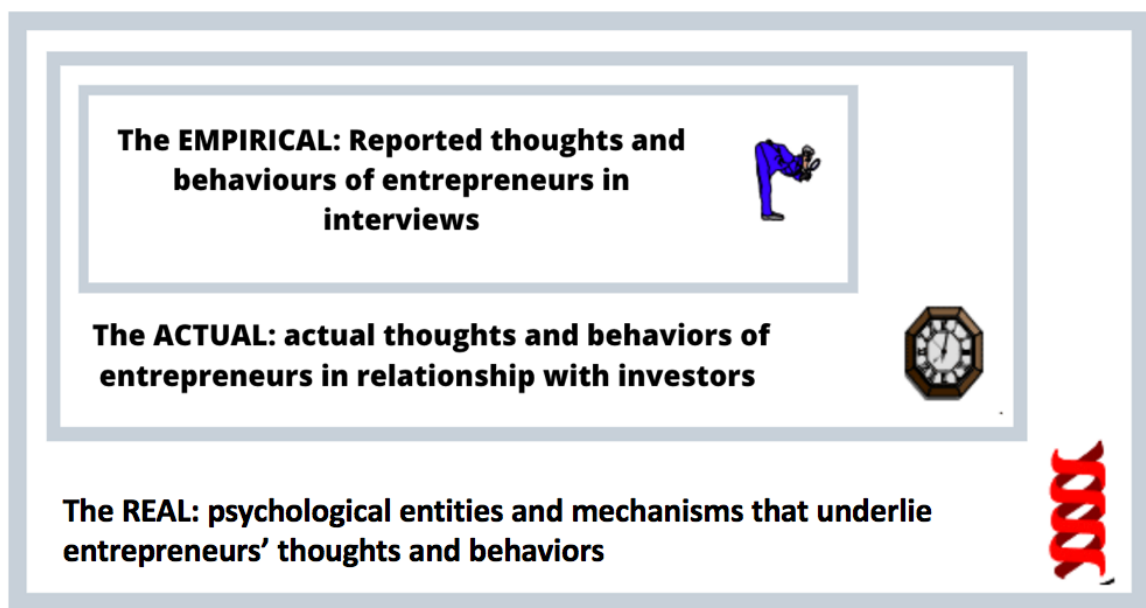 The EMPIRICAL: Reported thoughts and
behaviours of entrepreneurs in
interviews
The ACTUAL: actual thoughts and behaviors of
entrepreneurs in relationship with investors
The REAL: psychological entities and mechanisms that underlie
entrepreneurs’ thoughts and behaviors